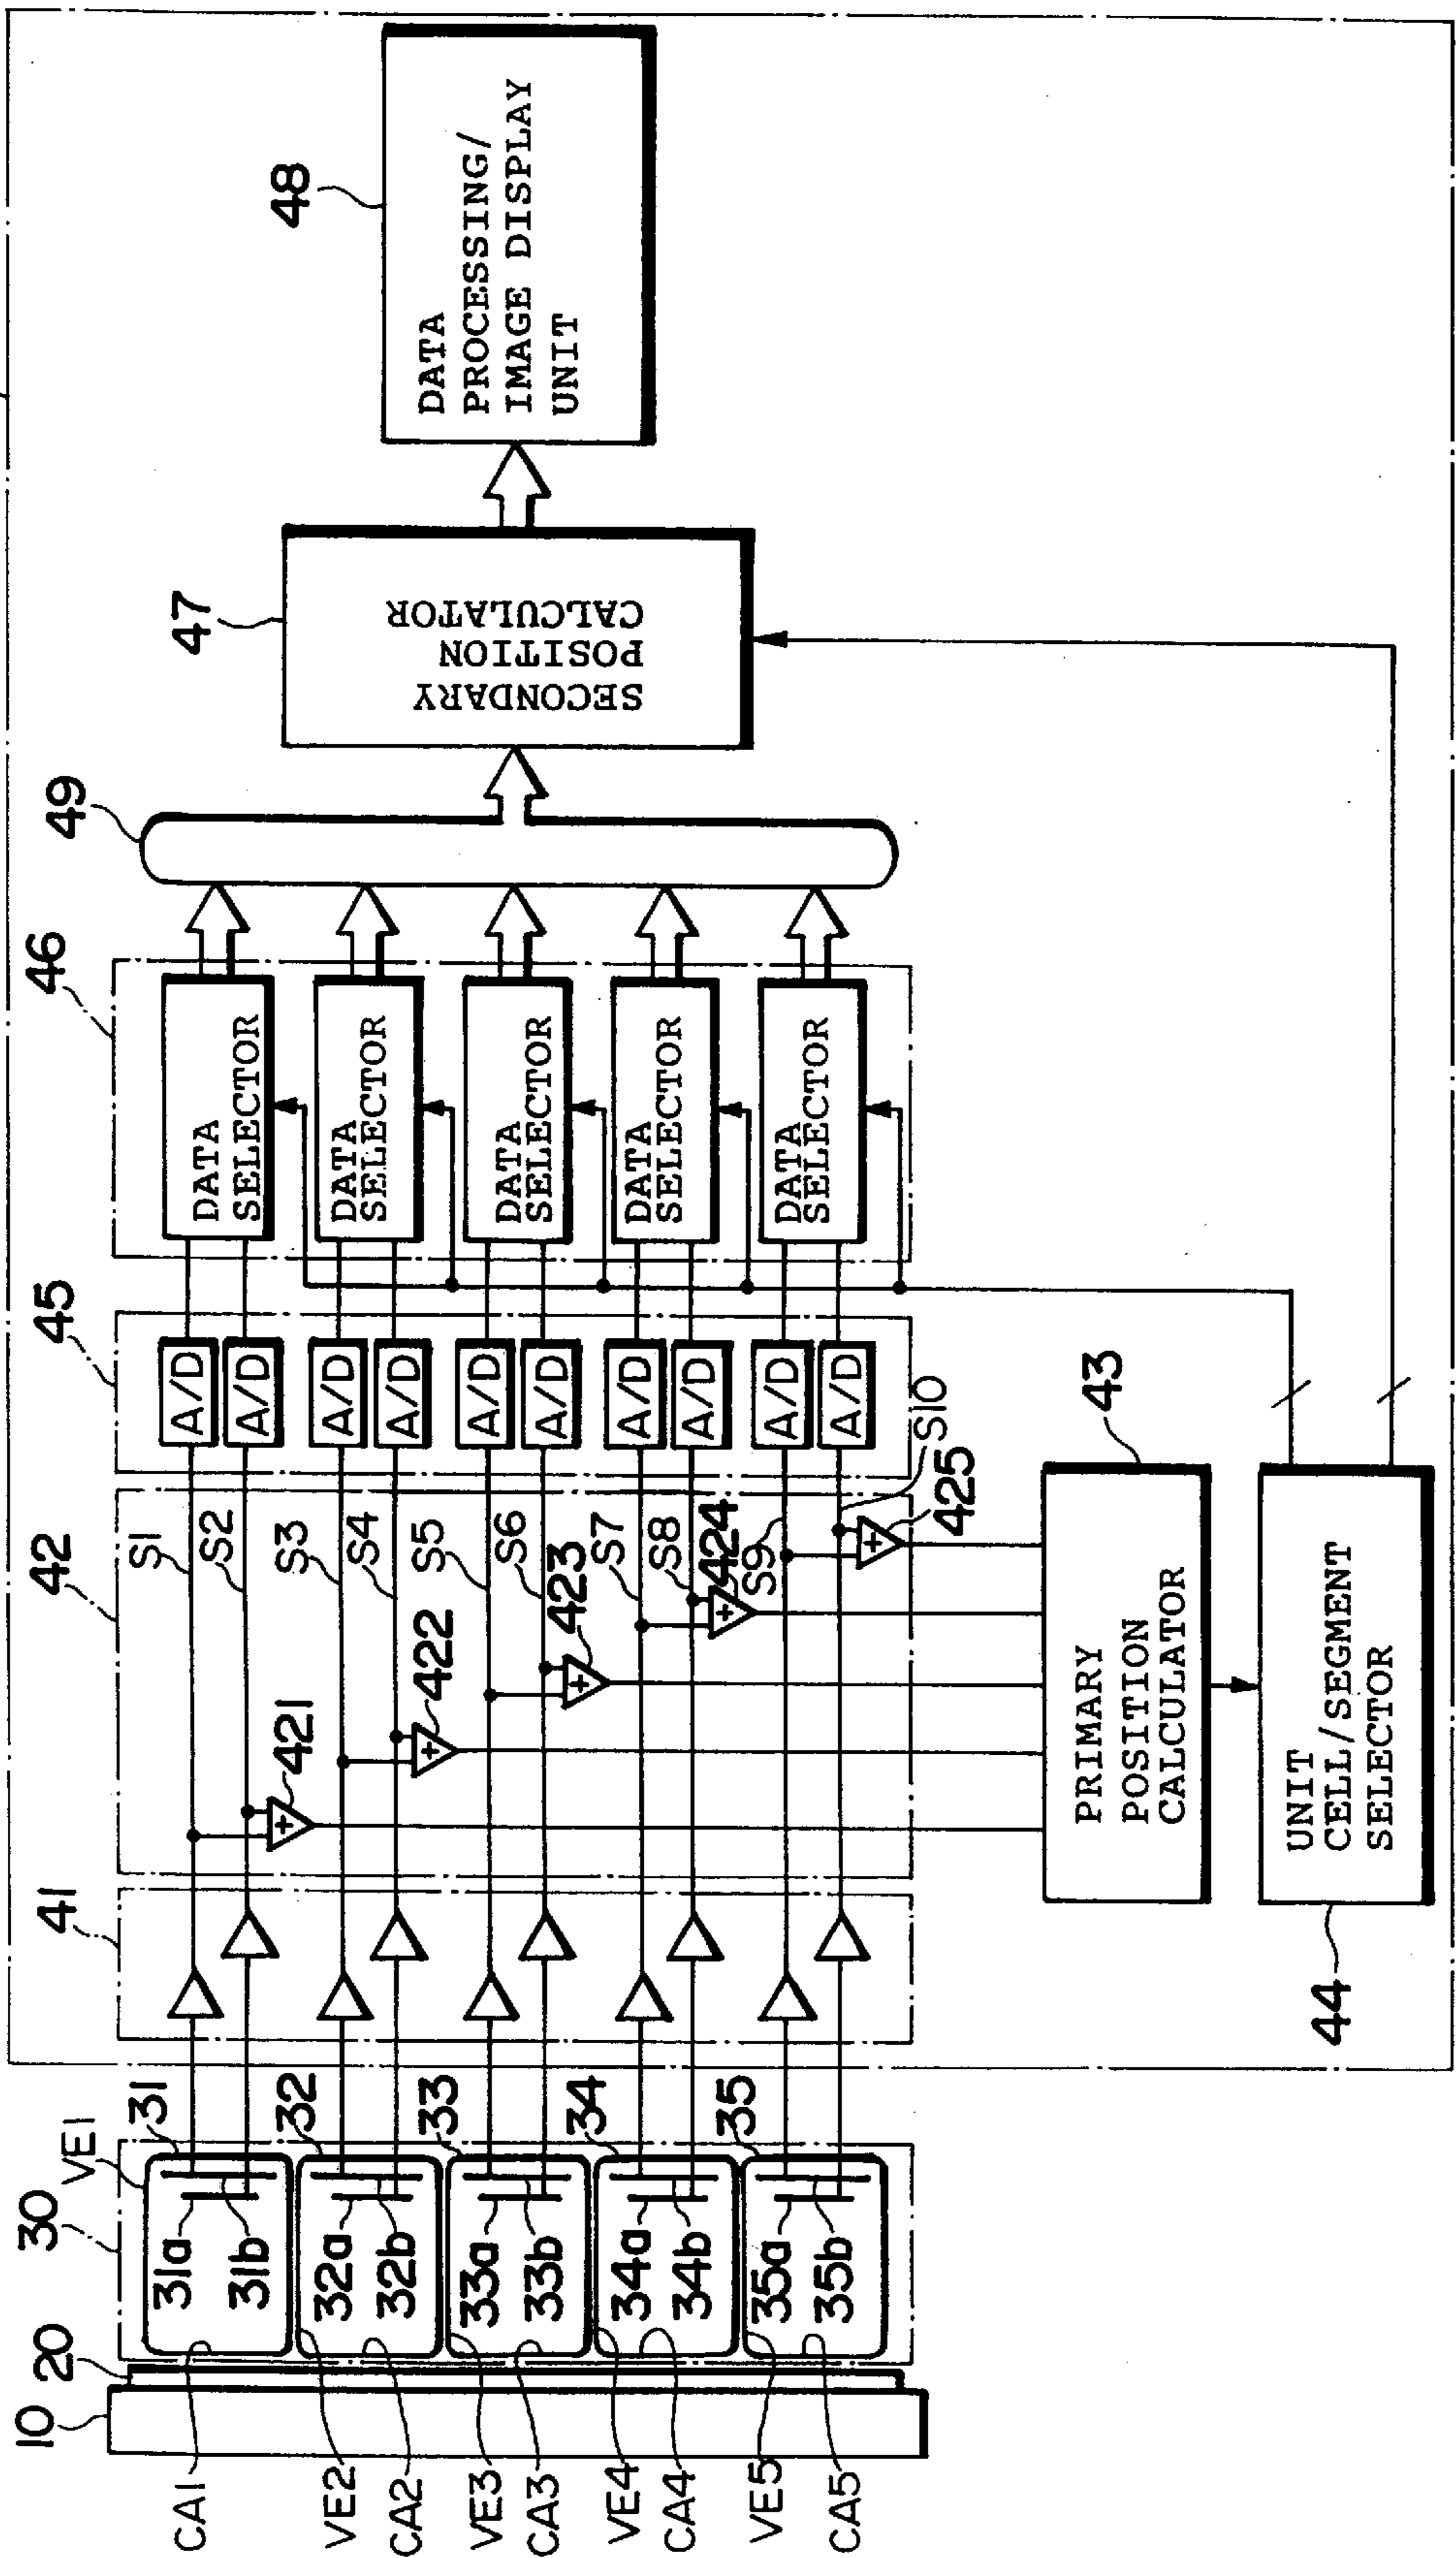 10
20
30
VE1
31
31a
31b
CA1
VE2
32
32a
32b
CA2
VE3
33
33a
33b
CA3
VE4
34
34a
34b
CA4
VE5
35
35a
35b
CA5
41
42
S1
S2
421
S3
S4
422
S5
S6
423
S7
S8
424
S9
S10
425
45
A/D
A/D
A/D
A/D
A/D
A/D
A/D
A/D
A/D
A/D
46
DATA
SELECTOR
DATA
SELECTOR
DATA
SELECTOR
DATA
SELECTOR
DATA
SELECTOR
49
47
SECONDARY
POSITION
CALCULATOR
48
DATA
PROCESSING/
IMAGE DISPLAY
UNIT
43
PRIMARY
POSITION
CALCULATOR
44
UNIT
CELL/SEGMENT
SELECTOR